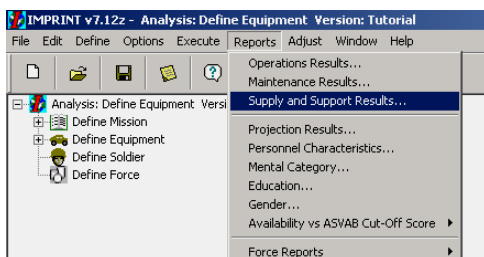 IMPRINT v7.12z - Analysis: Define Equipment Version: Tutorial
File Edit Define Options Execute Reports Adjust Window Help
Operations Results...
Maintenance Results...
Supply and Support Results...
Projection Results...
Personnel Characteristics...
Mental Category...
Education...
Gender...
Availability vs ASVAB Cut-Off Score
Force Reports
Analysis: Define Equipment Versi
Define Mission
Define Equipment
Define Soldier
Define Force